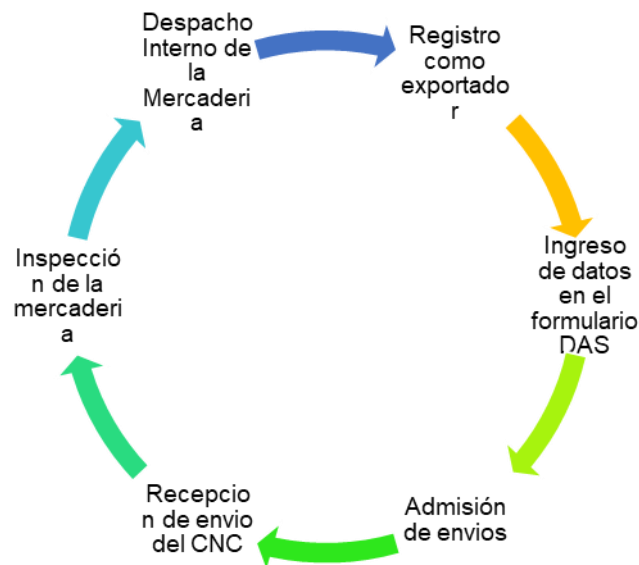 Despacho
Interno de
la
Mercaderi
a
Registro
como
exportado
r
Ingreso
de datos
en el
formulario
DAS
Admisión
de envios
Recepcio
n de envio
del CNC
Inspecció
n de la
mercaderi
a